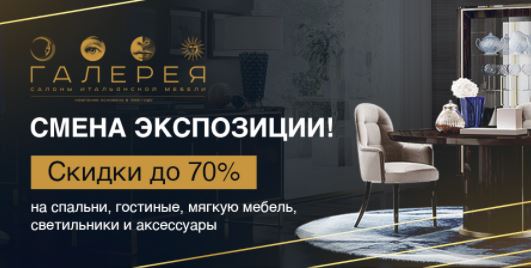 ГАЛЕРЕЯ
САЛОНЫ ИТАЛЬЯНСКОЙ МЕБЕЛИ
СМЕНА ЭКСПОЗИЦИИ!
Скидки до 70%
на спальни, гостиные, мягкую мебель,
светильники и аксессуары